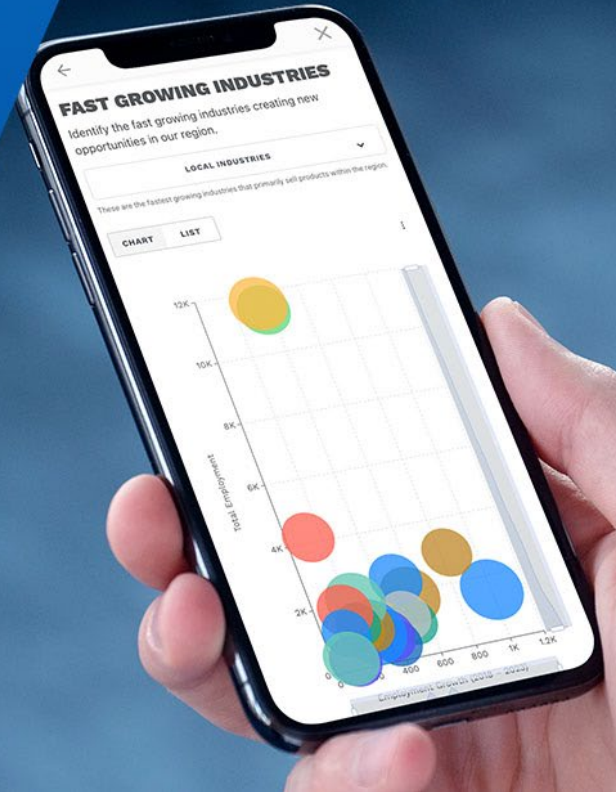 FAST GROWING INDUSTRIES
Identify the fast growing industries creating new
opportunities in our region.
LOCAL INDUSTRIES
These are the fastest growing industries that primarily sell products within the region.
CHART LIST
12K
10K
8K
6K
4K
2K
0
Total Employment
0
400
600
800
1K
1.2K
Employment Growth